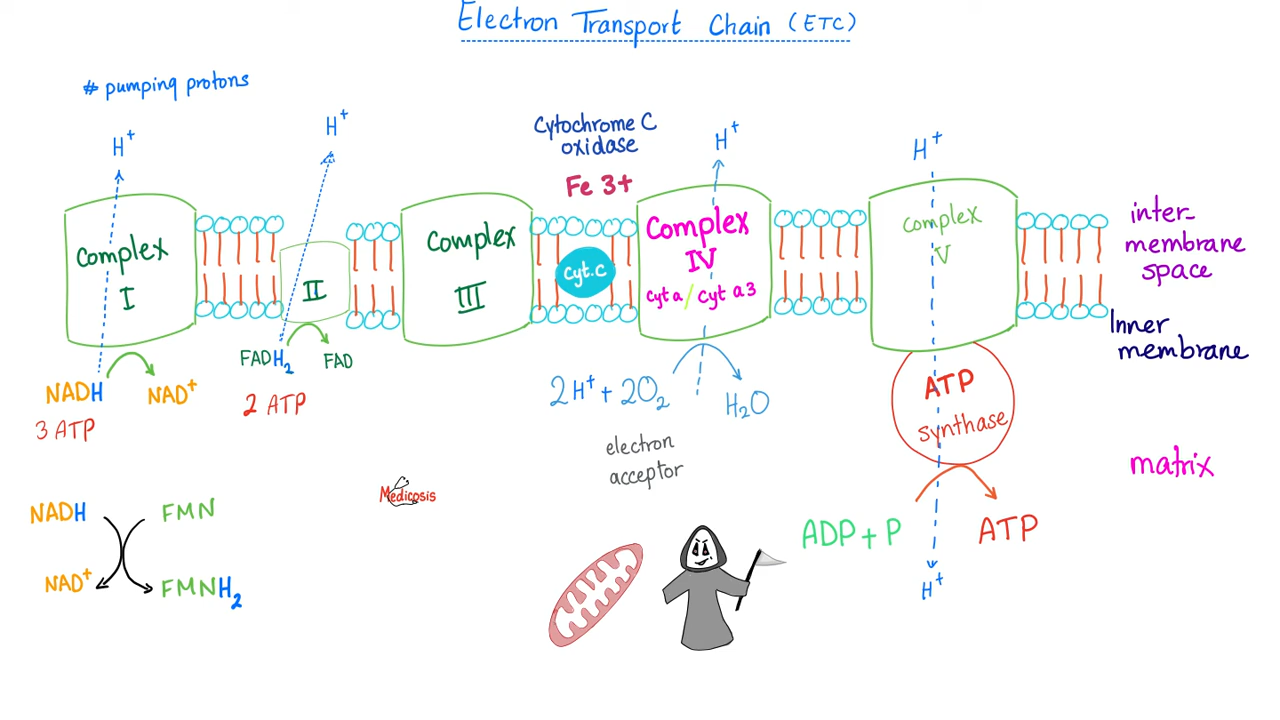 Electron Transport Chain (ETC)
# pumping protons
H+
H+
Cytochrome C
oxidase
Fe 3+
H+
H+
Complex
I
II
Complex
III
Cyt.c
Complex
IV
Cyt a/Cyt a3
Complex
V
inter-
membrane
space
Inner
membrane
NADH
NAD+
3 ATP
FADH2
FAD
2 ATP
2H+ + 2O2
H2O
electron
acceptor
ATP
synthase
matrix
Medicosis
NADH
FMN
NAD+
FMNH2
ADP + P
ATP
H+